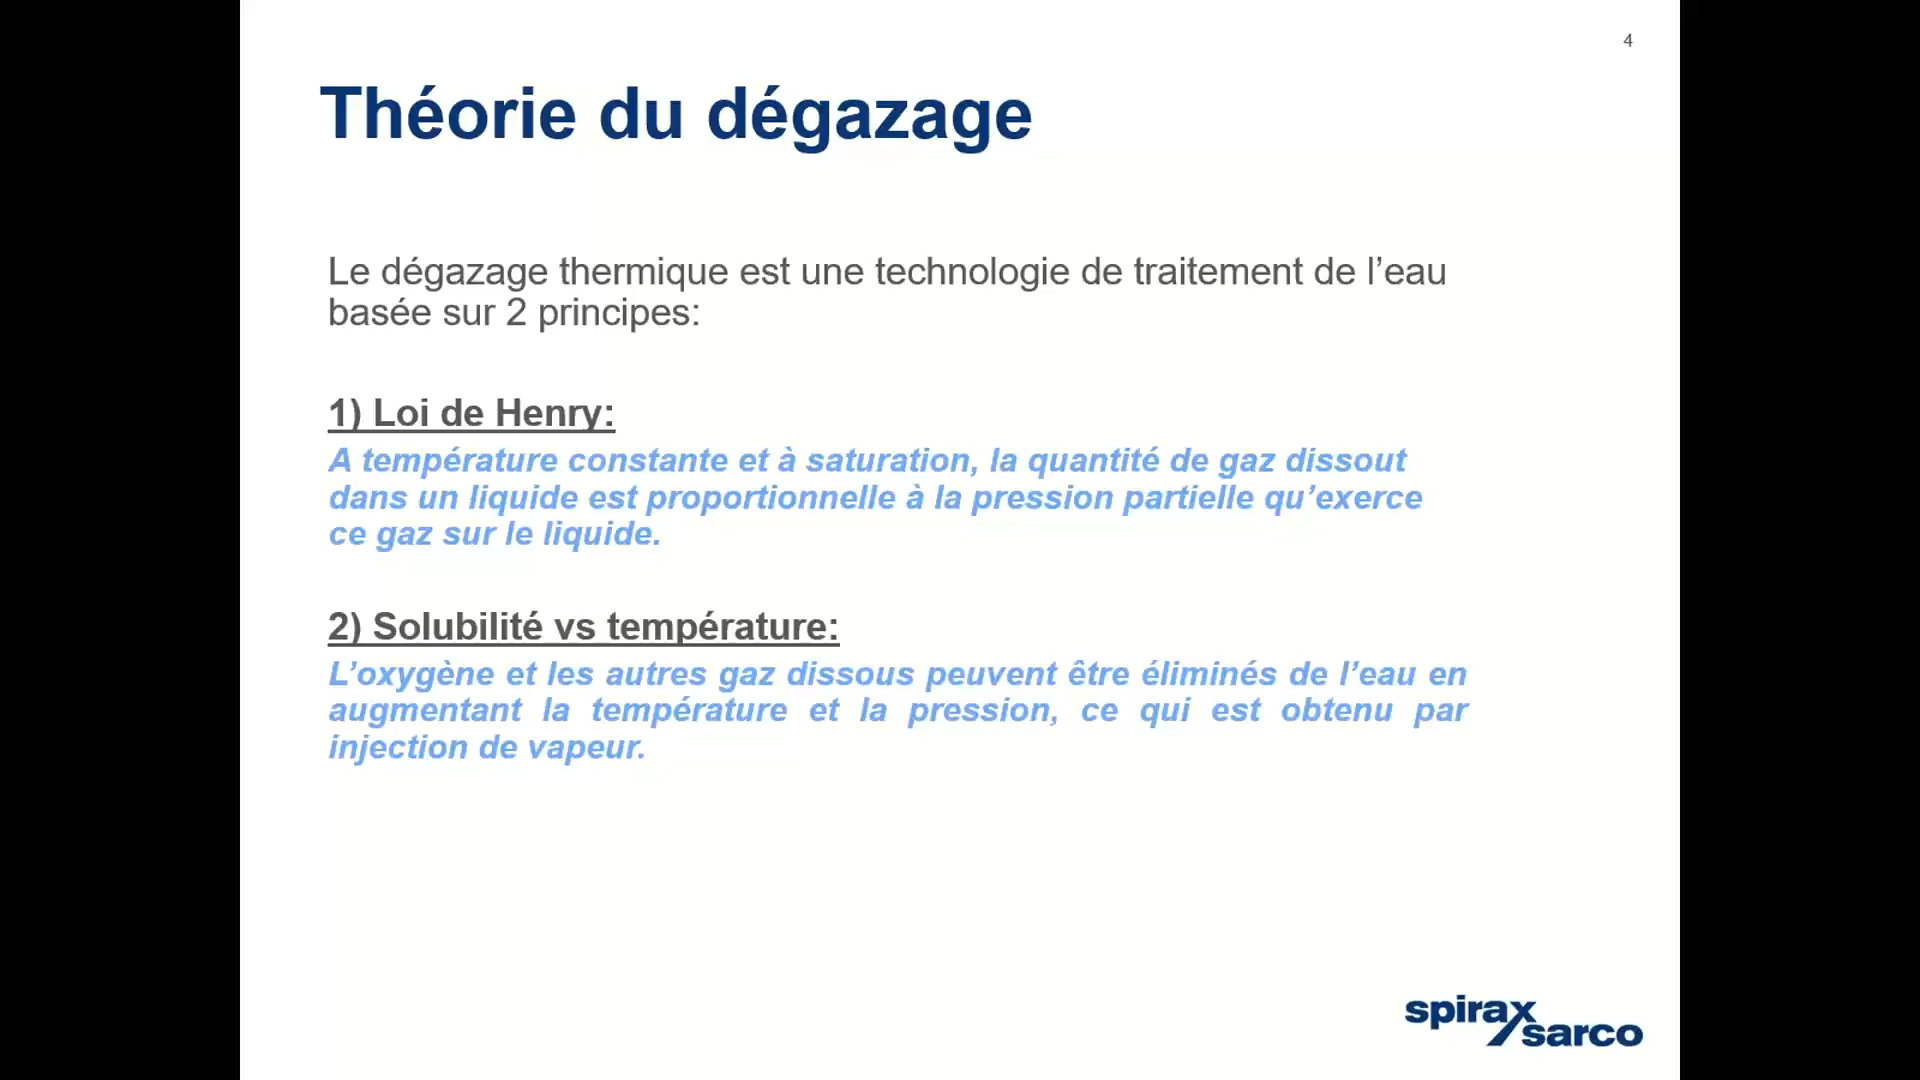 4
Théorie du dégazage
Le dégazage thermique est une technologie de traitement de l’eau
basée sur 2 principes:
1) Loi de Henry:
A température constante et à saturation, la quantité de gaz dissout
dans un liquide est proportionnelle à la pression partielle qu’exerce
ce gaz sur le liquide.
2) Solubilité vs température:
L’oxygène et les autres gaz dissous peuvent être éliminés de l’eau en
augmentant la température et la pression, ce qui est obtenu par
injection de vapeur.
spirax
sarco